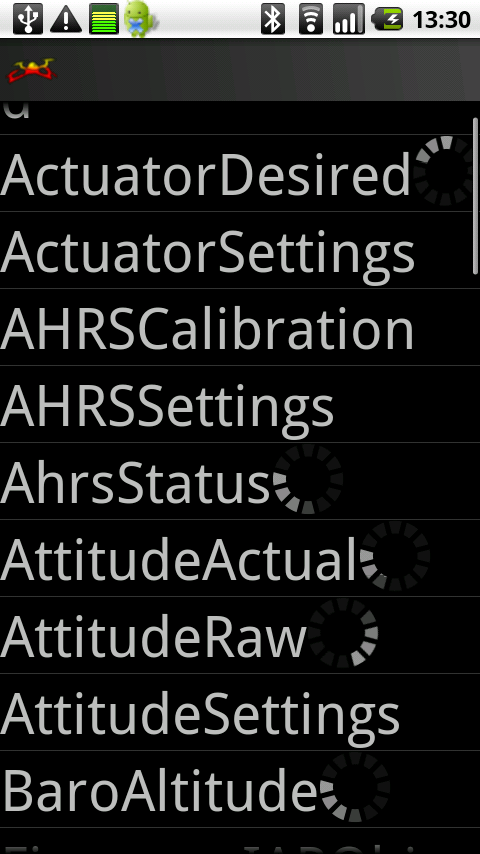 13:30
ActuatorDesired
ActuatorSettings
AHRSCalibration
AHRSSettings
AhrsStatus
AttitudeActual
AttitudeRaw
AttitudeSettings
BaroAltitude